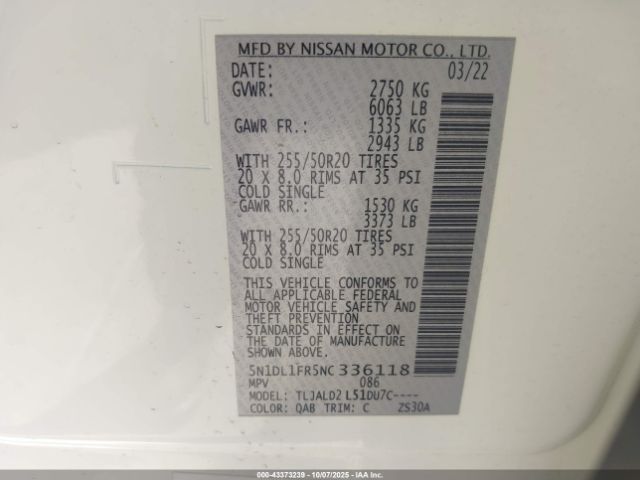 MFD BY NISSAN MOTOR CO., LTD.
DATE: 03/22
GVWR: 2750 KG
6063 LB
GAWR FR.: 1335 KG
2943 LB
WITH 255/50R20 TIRES
20 X 8.0 RIMS AT 35 PSI
COLD SINGLE
GAWR RR.: 1530 KG
3373 LB
WITH 255/50R20 TIRES
20 X 8.0 RIMS AT 35 PSI
COLD SINGLE
THIS VEHICLE CONFORMS TO
ALL APPLICABLE FEDERAL
MOTOR VEHICLE SAFETY AND
THEFT PREVENTION
STANDARDS IN EFFECT ON
THE DATE OF MANUFACTURE
SHOWN ABOVE.
5N1DL1FR5NC336118
MPV 086
MODEL: TLJALD2 L51DU7C----
COLOR: QAB TRIM: C ZS30A
000-43373239 - 10/07/2025 - IAAI.com